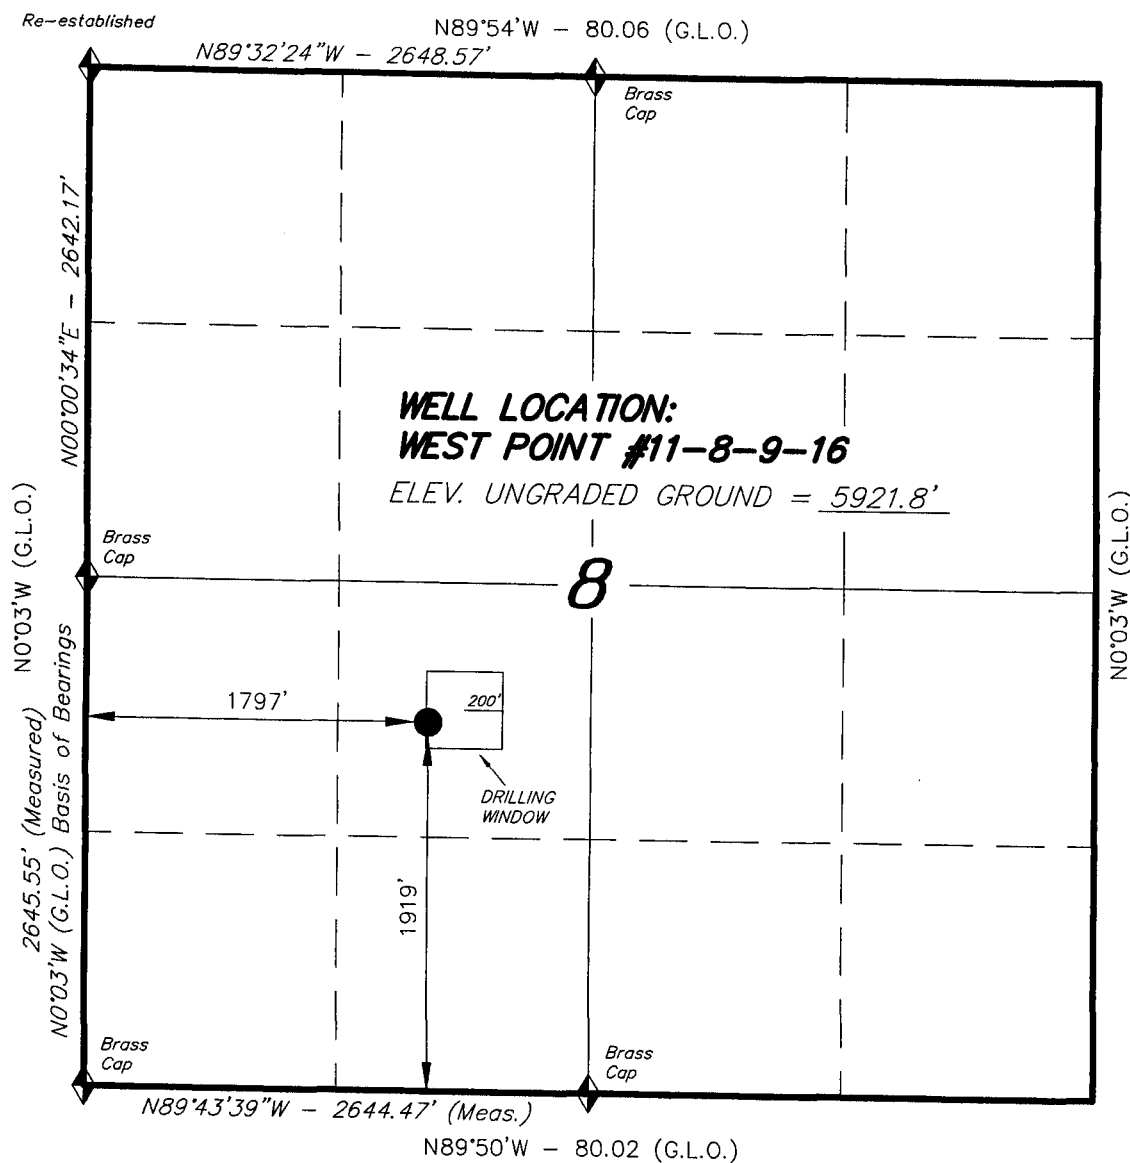 Re-established
N89°54'W - 80.06 (G.L.O.)
N89°32'24"W - 2648.57'
Brass
Cap
N00°00'34"E - 2642.17'
WELL LOCATION:
WEST POINT #11-8-9-16
ELEV. UNGRADED GROUND = 5921.8'
N0°03'W (G.L.O.)
N0°03'W (G.L.O.)
Brass
Cap
8
1797'
200'
DRILLING
WINDOW
1919'
2645.55' (Measured)
N0°03'W (G.L.O.) Basis of Bearings
Brass
Cap
Brass
Cap
N89°43'39"W - 2644.47' (Meas.)
N89°50'W - 80.02 (G.L.O.)